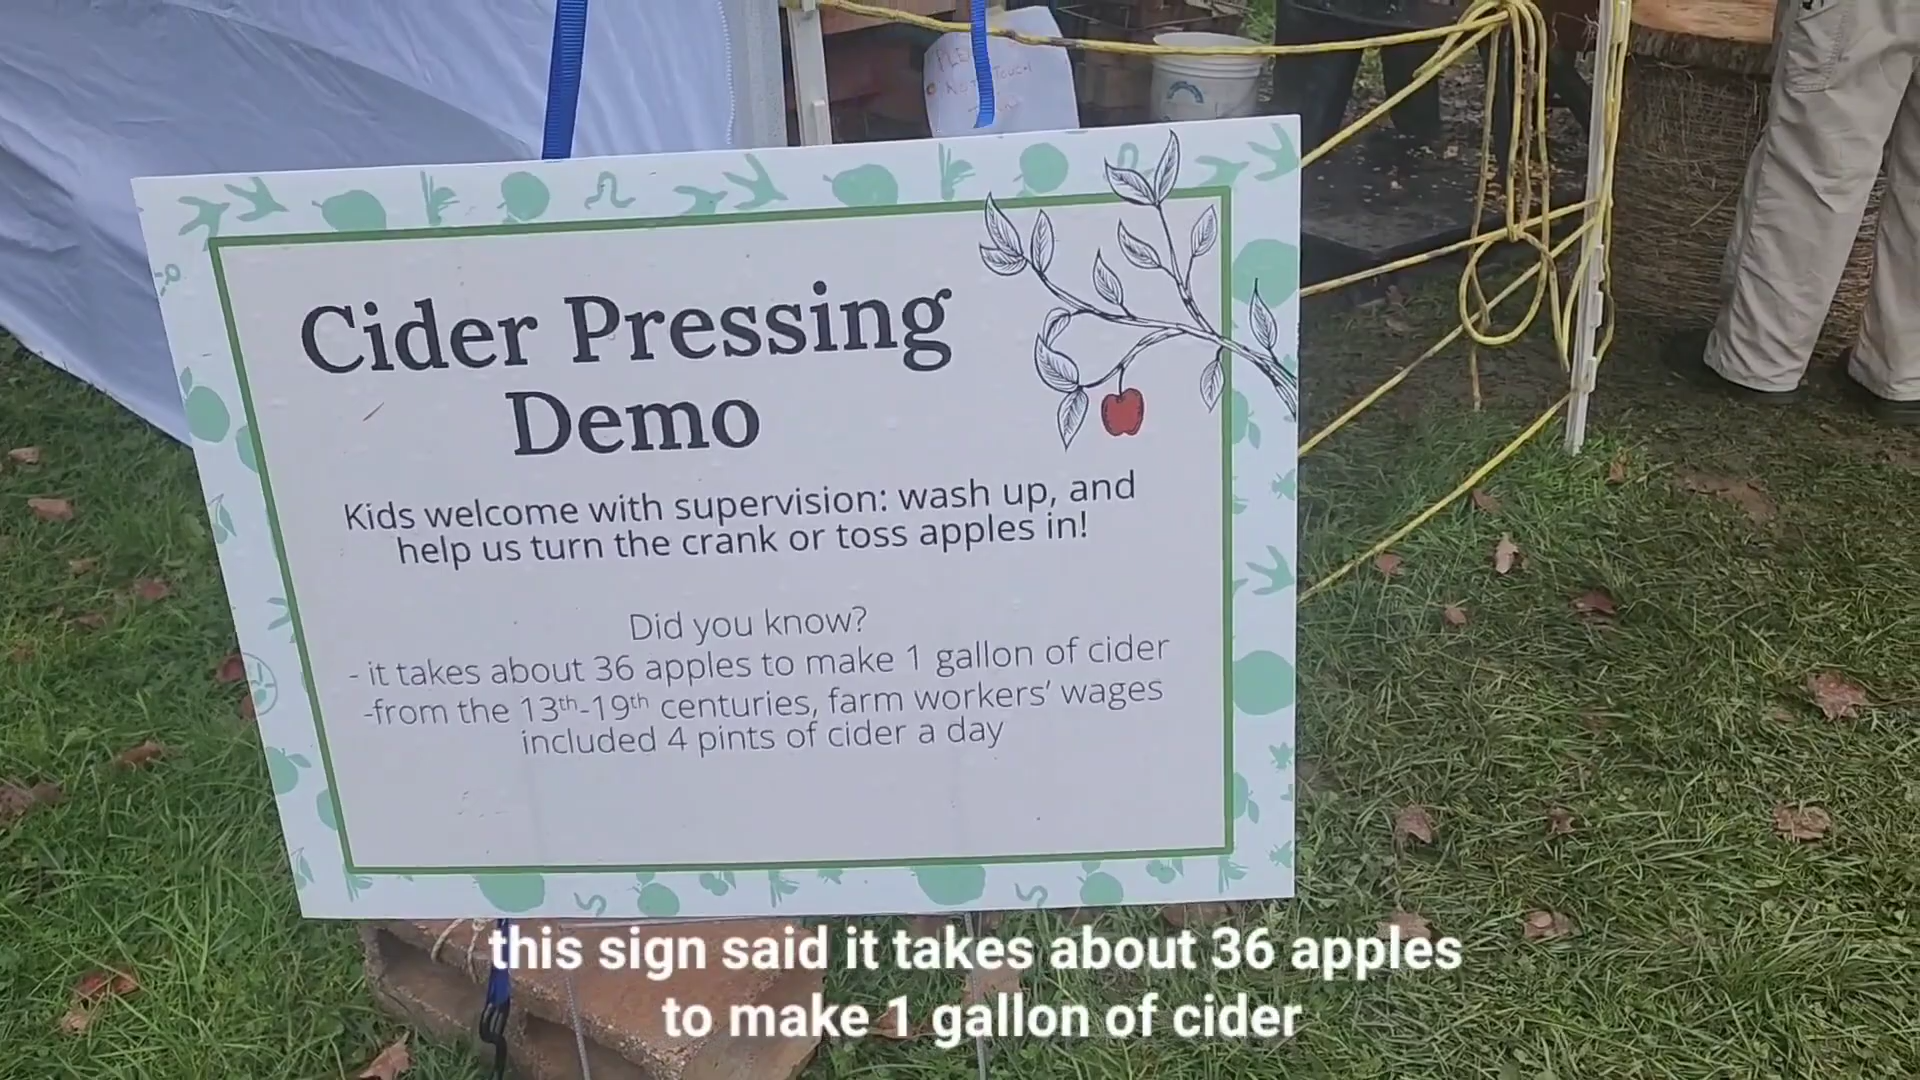 PLEASE
NOT TOUCH
Cider Pressing
Demo
Kids welcome with supervision: wash up, and
help us turn the crank or toss apples in!
Did you know?
- it takes about 36 apples to make 1 gallon of cider
-from the 13th-19th centuries, farm workers’ wages
included 4 pints of cider a day
this sign said it takes about 36 apples
to make 1 gallon of cider